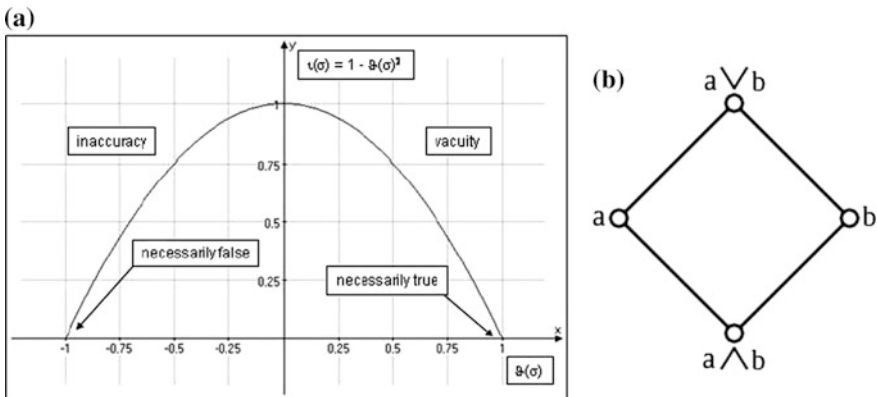 (a)
y
ι(σ) = 1 - ϑ(σ)²
1
inaccuracy
vacuity
0.75
0.5
necessarily false
necessarily true
0.25
x
-1 -0.75 -0.5 -0.25 0.25 0.5 0.75 1
ϑ(σ)
(b)
a ∨ b
a
b
a ∧ b